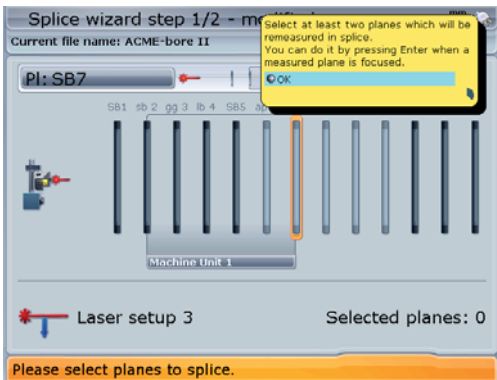 Splice wizard step 1/2 -
Current file name: ACME-bore II
Select at least two planes which will be
remeasured in splice.
You can do it by pressing Enter when a
measured plane is focused.
OK
Pl: SB7
SB1 sb 2 gg 3 lb 4 SB5
Machine Unit 1
Laser setup 3
Selected planes: 0
Please select planes to splice.